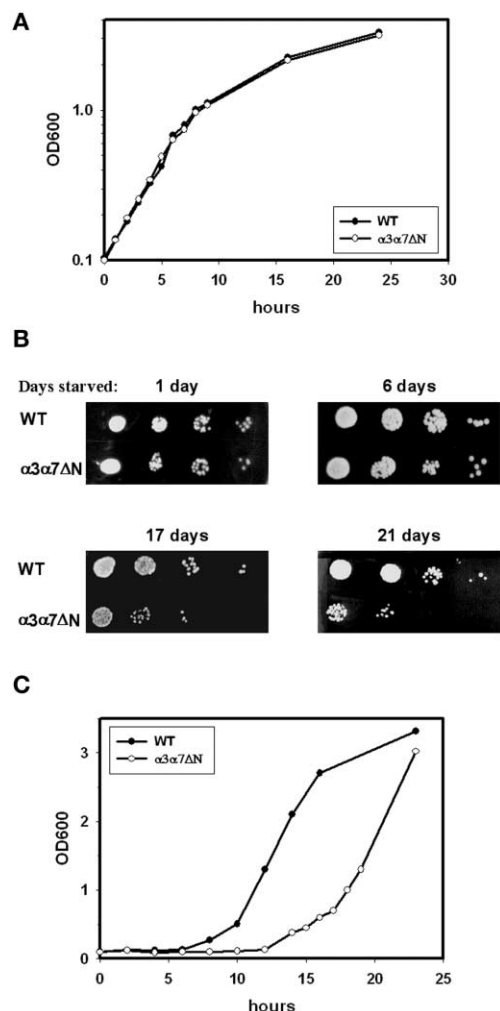 A
OD600
1.0
0.1
WT
α3α7ΔN
0 5 10 15 20 25 30
hours
B
Days starved: 1 day 6 days
WT
α3α7ΔN
17 days 21 days
WT
α3α7ΔN
C
WT
α3α7ΔN
OD600
3
2
1
0
0 5 10 15 20 25
hours